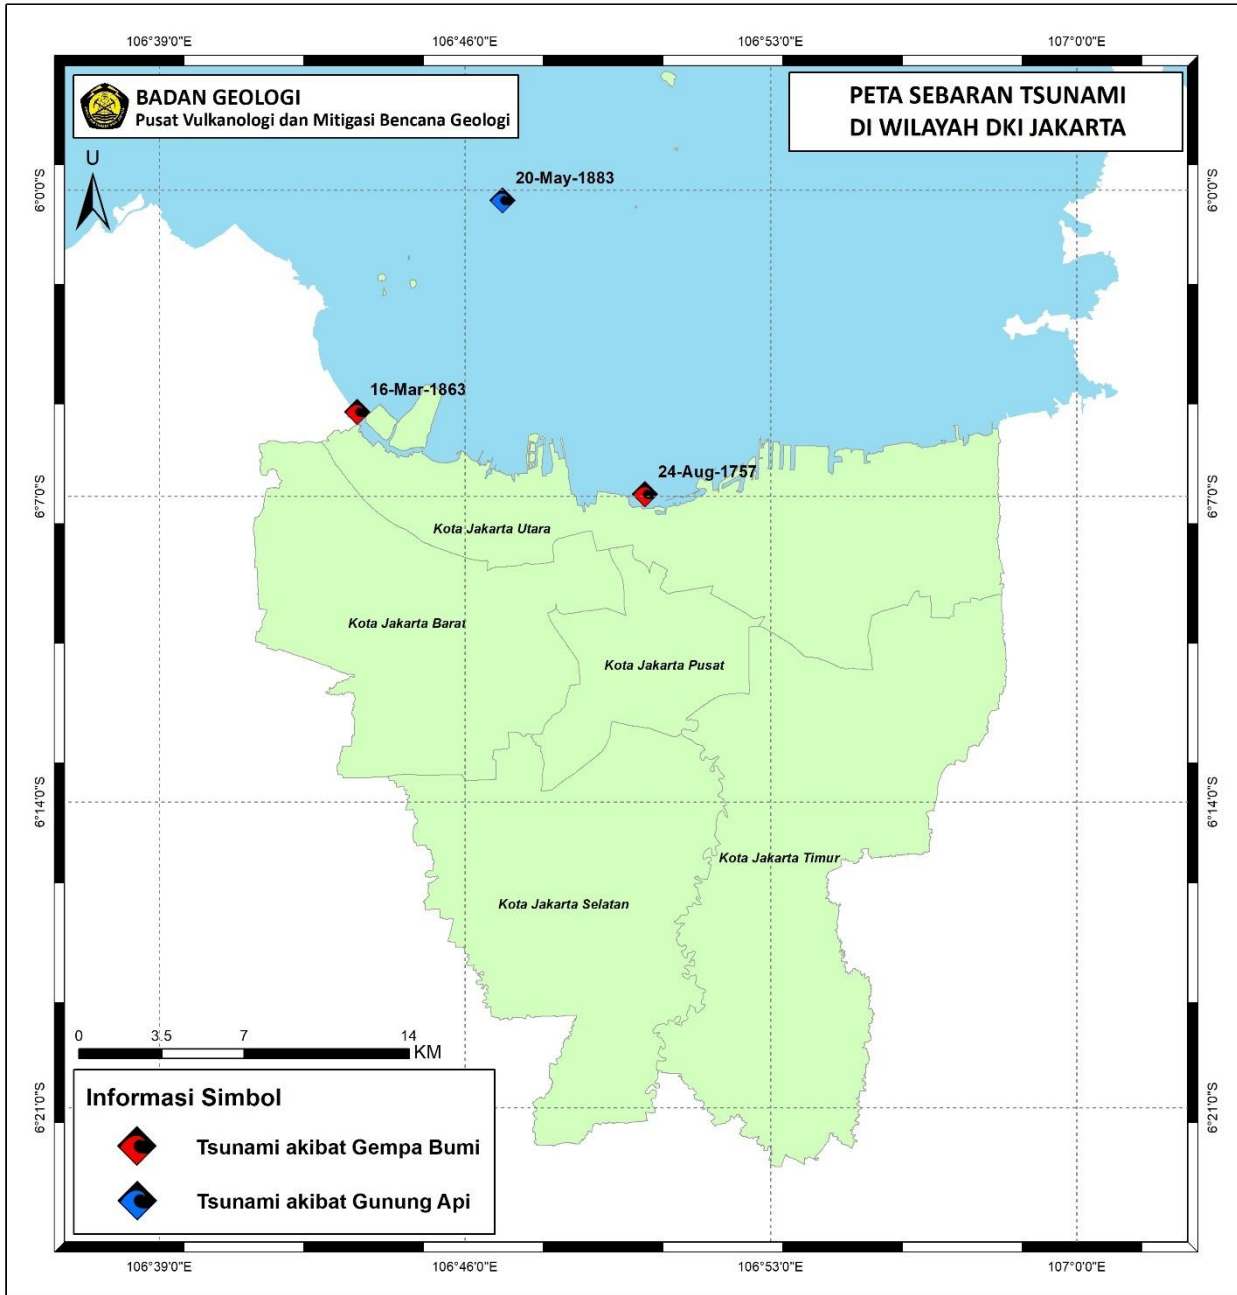 106°39'0"E
106°46'0"E
106°53'0"E
107°0'0"E
BADAN GEOLOGI
Pusat Vulkanologi dan Mitigasi Bencana Geologi
PETA SEBARAN TSUNAMI
DI WILAYAH DKI JAKARTA
U
20-May-1883
6°0'0"S
6°0'0"S
16-Mar-1863
24-Aug-1757
6°7'0"S
6°7'0"S
Kota Jakarta Utara
Kota Jakarta Barat
Kota Jakarta Pusat
6°14'0"S
6°14'0"S
Kota Jakarta Timur
Kota Jakarta Selatan
0 3.5 7 14
KM
6°21'0"S
6°21'0"S
Informasi Simbol
Tsunami akibat Gempa Bumi
Tsunami akibat Gunung Api
106°39'0"E
106°46'0"E
106°53'0"E
107°0'0"E